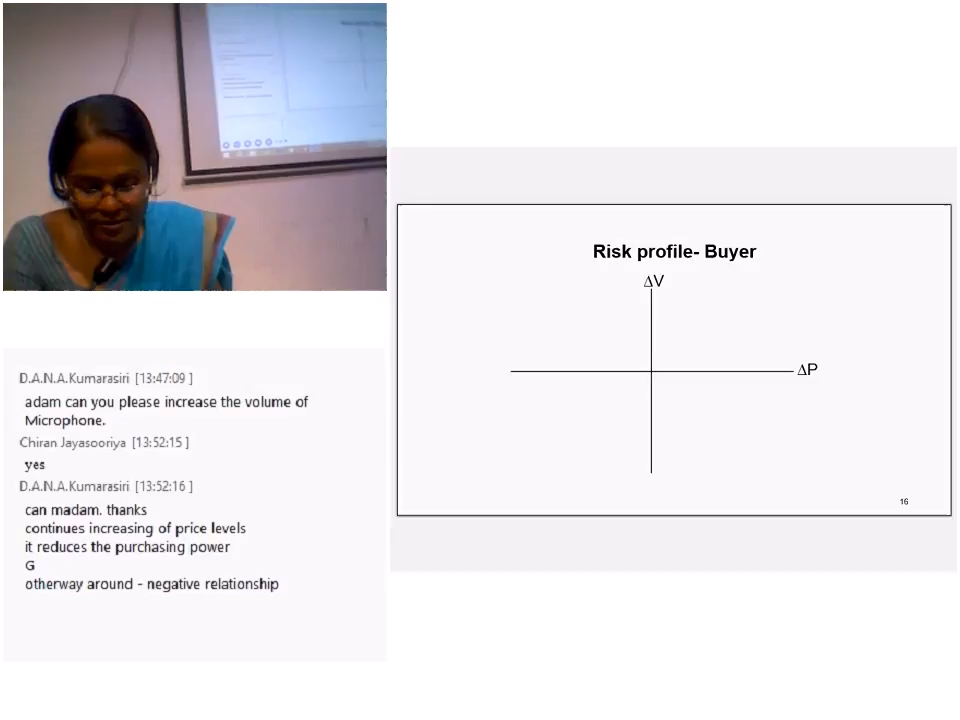 D.A.N.A.Kumarasiri [13:47:09 ]
adam can you please increase the volume of
Microphone.
Chiran Jayasooriya [13:52:15 ]
yes
D.A.N.A.Kumarasiri [13:52:16 ]
can madam. thanks
continues increasing of price levels
it reduces the purchasing power
G
otherway around - negative relationship
Risk profile- Buyer
ΔV
ΔP
16